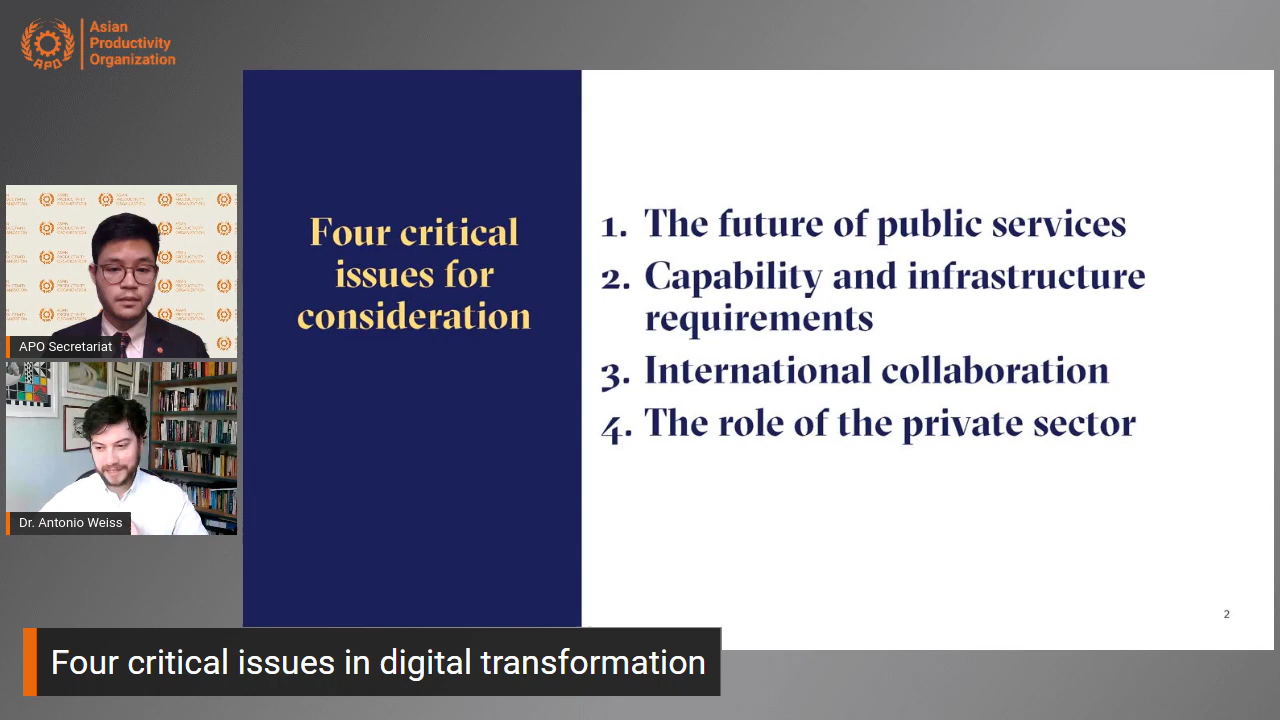 Asian
Productivity
Organization
APO
Four critical
issues for
consideration
1. The future of public services
2. Capability and infrastructure
requirements
3. International collaboration
4. The role of the private sector
APO Secretariat
Dr. Antonio Weiss
2
Four critical issues in digital transformation